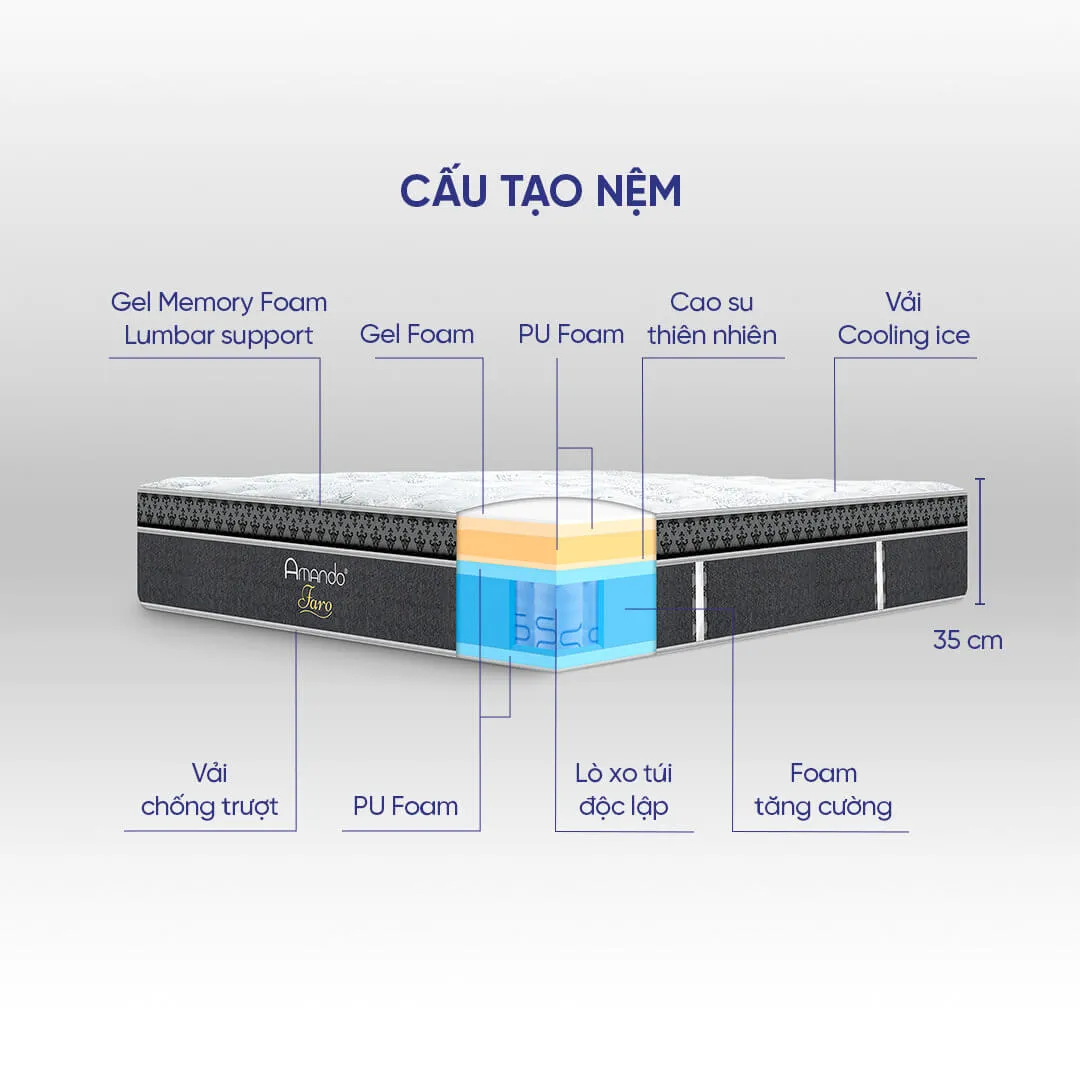 CẤU TẠO NỆM
Gel Memory Foam
Lumbar support
Gel Foam
PU Foam
Cao su
thiên nhiên
Vải
Cooling ice
Amando®
Faro
35 cm
Vải
chống trượt
PU Foam
Lò xo túi
độc lập
Foam
tăng cường